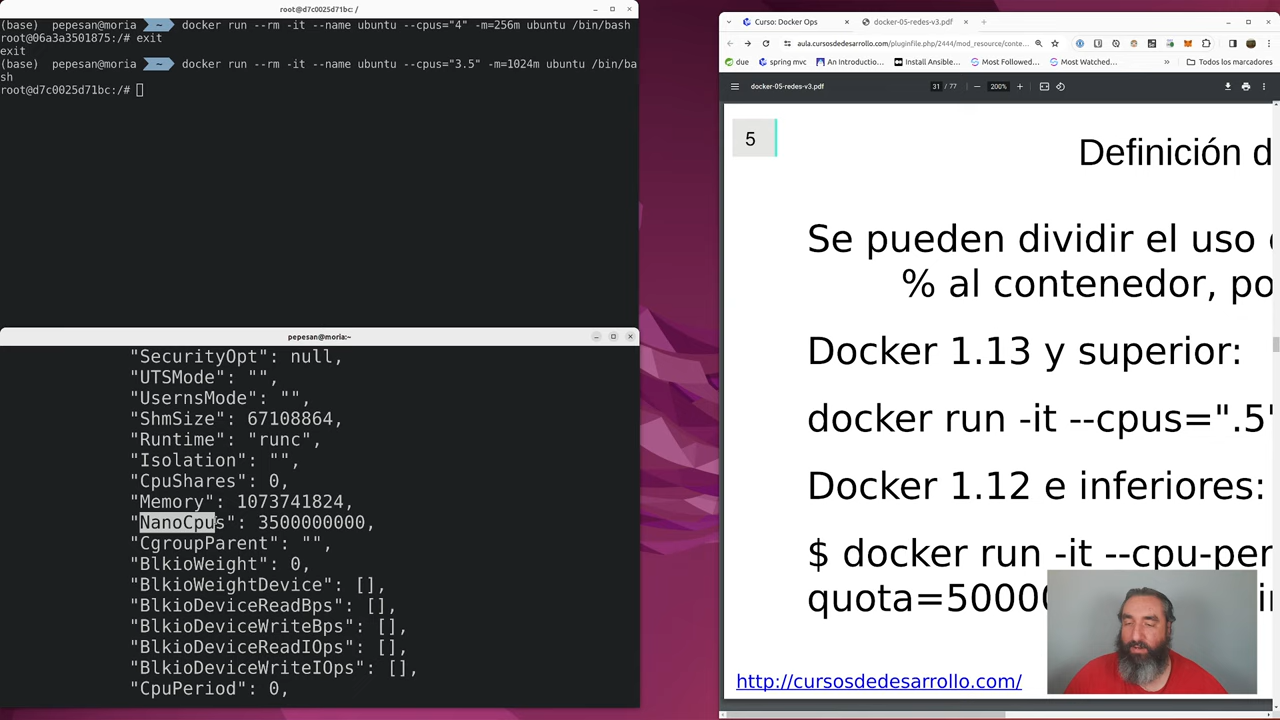 root@d7c0025d71bc: /
(base) pepesan@moria ~ docker run --rm -it --name ubuntu --cpus="4" -m=256m ubuntu /bin/bash
root@06a3a3501875:/# exit
exit
(base) pepesan@moria ~ docker run --rm -it --name ubuntu --cpus="3.5" -m=1024m ubuntu /bin/ba
sh
root@d7c0025d71bc:/#
pepesan@moria:~
"SecurityOpt": null,
"UTSMode": "",
"UsernsMode": "",
"ShmSize": 67108864,
"Runtime": "runc",
"Isolation": "",
"CpuShares": 0,
"Memory": 1073741824,
"NanoCpus": 3500000000,
"CgroupParent": "",
"BlkioWeight": 0,
"BlkioWeightDevice": [],
"BlkioDeviceReadBps": [],
"BlkioDeviceWriteBps": [],
"BlkioDeviceReadIOps": [],
"BlkioDeviceWriteIOps": [],
"CpuPeriod": 0,
Curso: Docker Ops
docker-05-redes-v3.pdf
aula.cursosdedesarrollo.com/pluginfile.php/2444/mod_resource/conte...
due
spring mvc
An Introductio...
Install Ansible...
Most Followed...
Most Watched...
»
Todos los marcadores
docker-05-redes-v3.pdf
31 / 77
200%
5
Definición d
Se pueden dividir el uso
% al contenedor, po
Docker 1.13 y superior:
docker run -it --cpus=".5"
Docker 1.12 e inferiores:
$ docker run -it --cpu-per
quota=50000
http://cursosdedesarrollo.com/